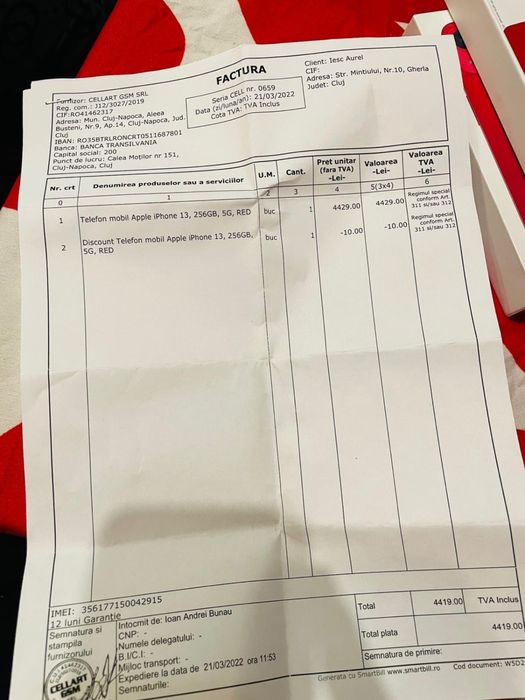 FACTURA
Seria CELL nr. 0659
Data (zi/luna/an): 21/03/2022
Cota TVA: TVA Inclus
Furnizor: CELLART GSM SRL
Reg. com.: J12/3027/2019
CIF:RO41462317
Adresa: Mun. Cluj-Napoca, Aleea
Busteni, Nr.9, Ap.14, Cluj-Napoca, Jud.
Cluj
IBAN: RO35BTRLRONCRT0511687801
Banca: BANCA TRANSILVANIA
Capital social: 200
Punct de lucru: Calea Moților nr 151,
Cluj-Napoca, Cluj
Client: Iesc Aurel
CIF:
Adresa: Str. Mintiului, Nr.10, Gherla
Judet: Cluj
Nr. crt Denumirea produselor sau a serviciilor U.M. Cant. Pret unitar (fara TVA) -Lei- Valoarea -Lei- Valoarea TVA -Lei-
0 1 2 3 4 5(3x4) 6
1 Telefon mobil Apple iPhone 13, 256GB, 5G, RED buc 1 4429.00 4429.00 Regimul special conform Art. 311 si/sau 312
2 Discount Telefon mobil Apple iPhone 13, 256GB, 5G, RED buc 1 -10.00 -10.00 Regimul special conform Art. 311 si/sau 312
IMEI: 356177150042915
12 luni Garantie
Semnatura si
stampila
furnizorului
CELLART
GSM
Intocmit de: Ioan Andrei Bunau
CNP: -
Numele delegatului: -
B.I/C.I: -
Mijloc transport: -
Expediere la data de 21/03/2022 ora 11:53
Semnaturile:
Total 4419.00 TVA Inclus
Total plata 4419.00
Semnatura de primire:
Generata cu SmartBill www.smartbill.ro Cod document: W5D2